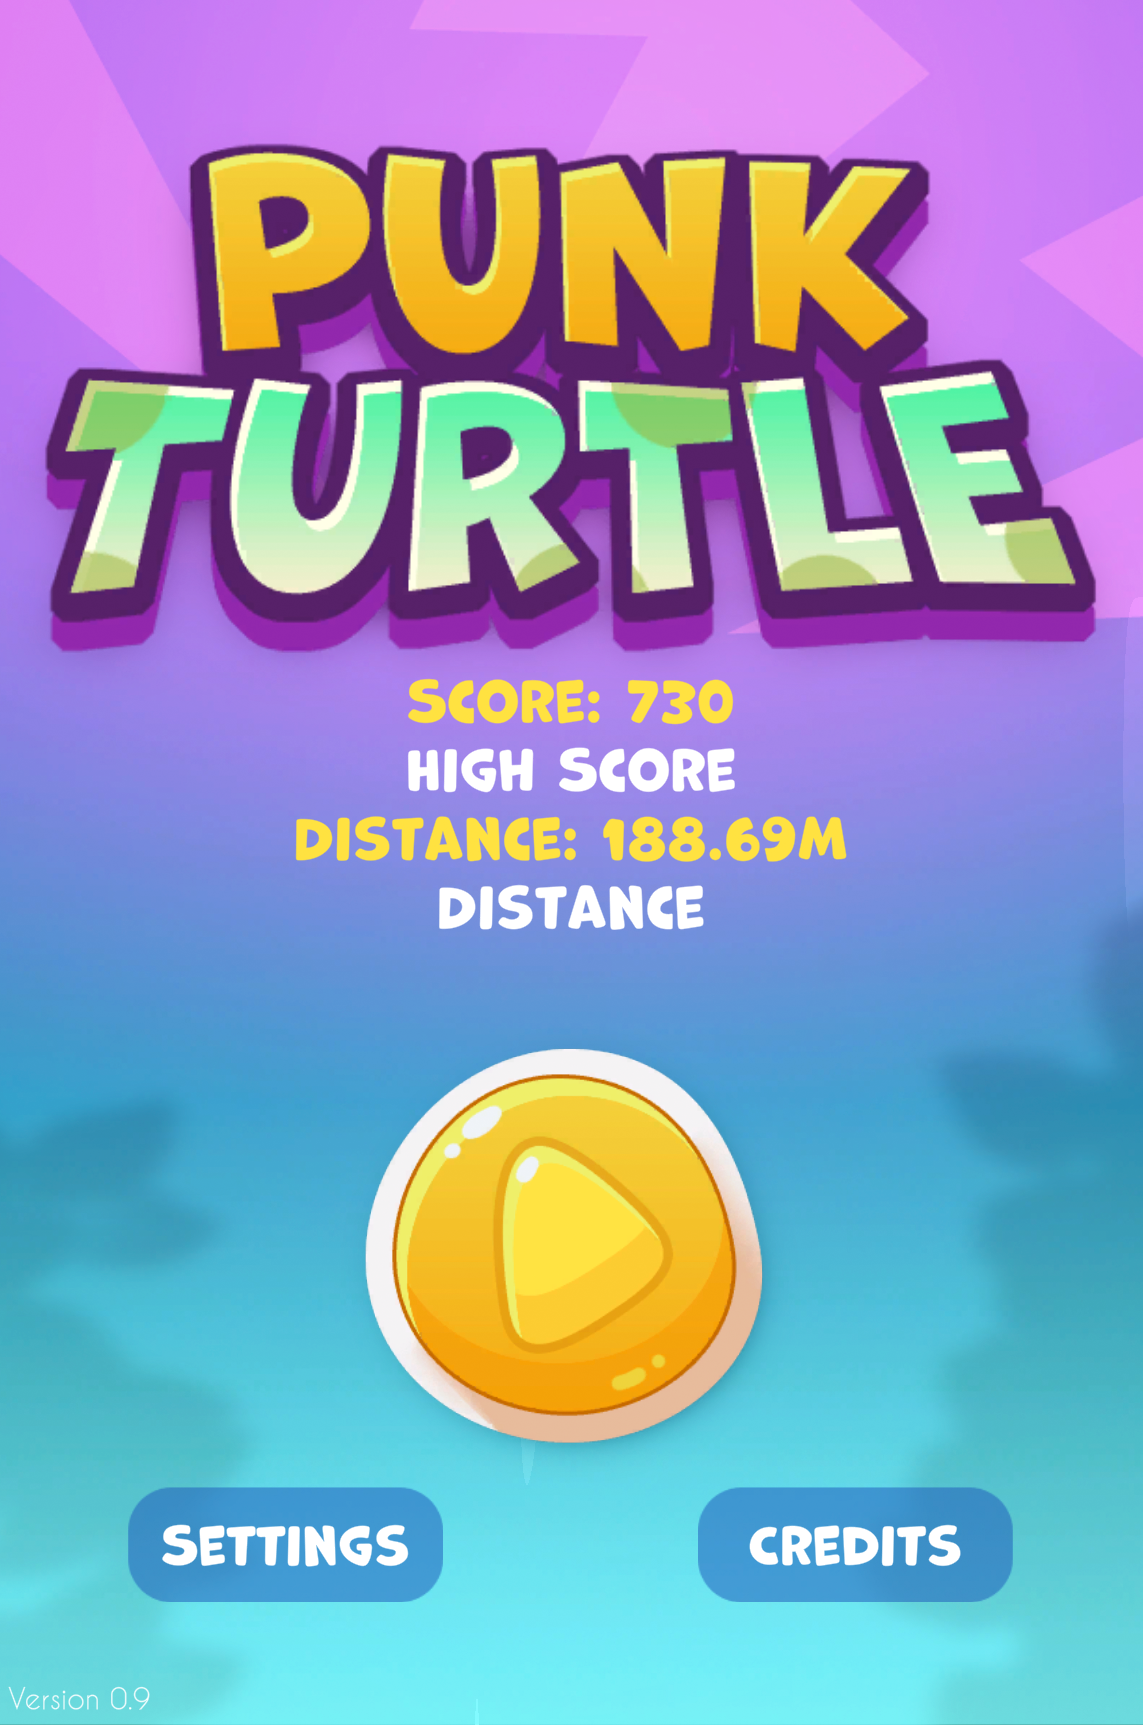 PUNK
TURTLE
SCORE: 730
HIGH SCORE
DISTANCE: 188.69M
DISTANCE
SETTINGS
CREDITS
Version 0.9